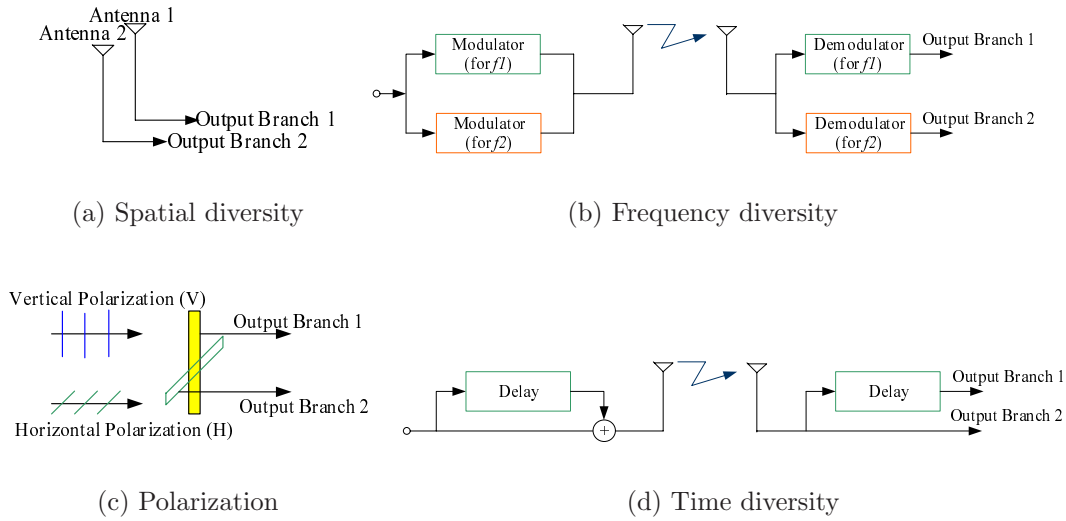 Antenna 1
Antenna 2
Output Branch 1
Output Branch 2
(a) Spatial diversity
Modulator
(for f1)
Modulator
(for f2)
Demodulator
(for f1)
Output Branch 1
Demodulator
(for f2)
Output Branch 2
(b) Frequency diversity
Vertical Polarization (V)
Output Branch 1
Output Branch 2
Horizontal Polarization (H)
(c) Polarization
Delay
+
Delay
Output Branch 1
Output Branch 2
(d) Time diversity